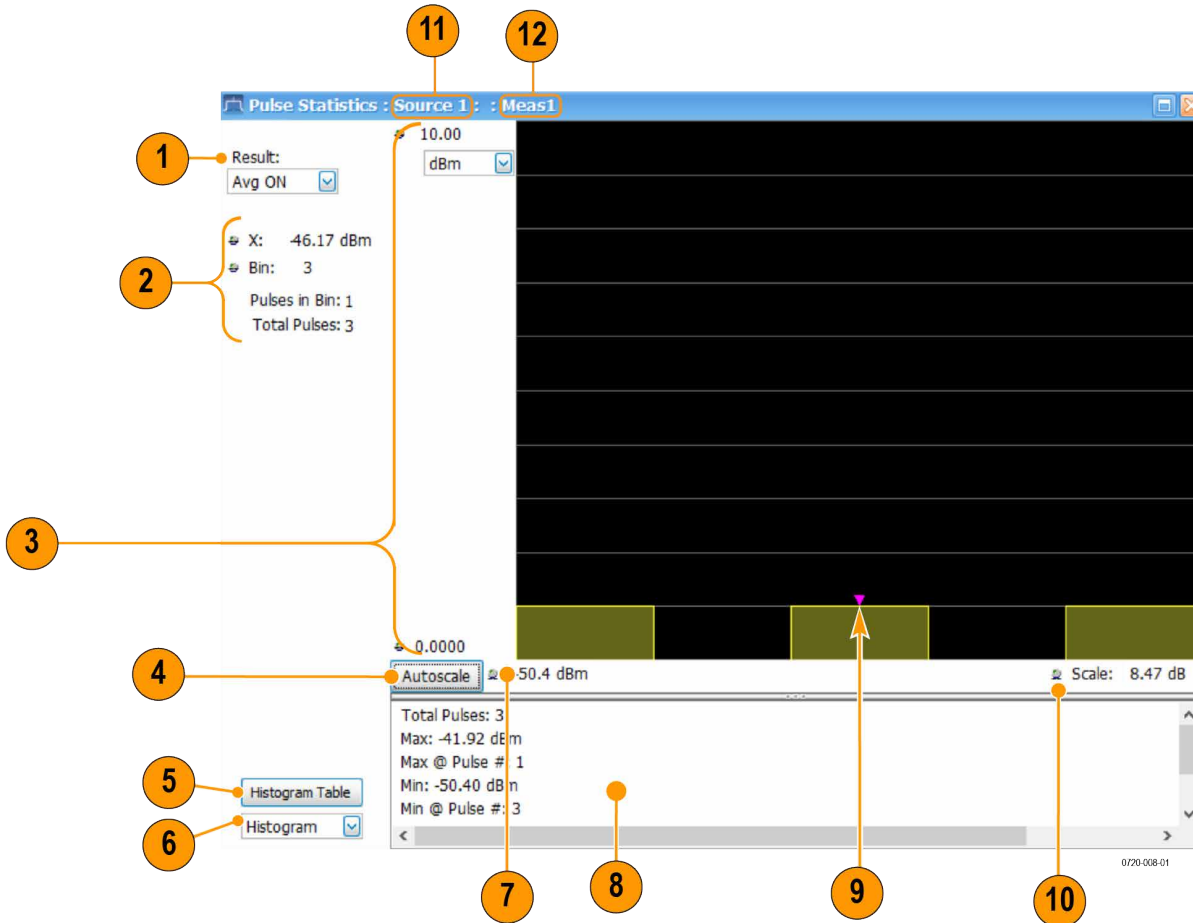 11
12
Pulse Statistics : Source 1 : : Meas1
1
Result:
Avg ON
10.00
dBm
2
X: -46.17 dBm
Bin: 3
Pulses in Bin: 1
Total Pulses: 3
3
0.0000
4
Autoscale
-50.4 dBm
Scale: 8.47 dB
Total Pulses: 3
Max: -41.92 dBm
Max @ Pulse #: 1
Min: -50.40 dBm
Min @ Pulse #: 3
5
Histogram Table
6
Histogram
7
8
9
10
0720-008-01